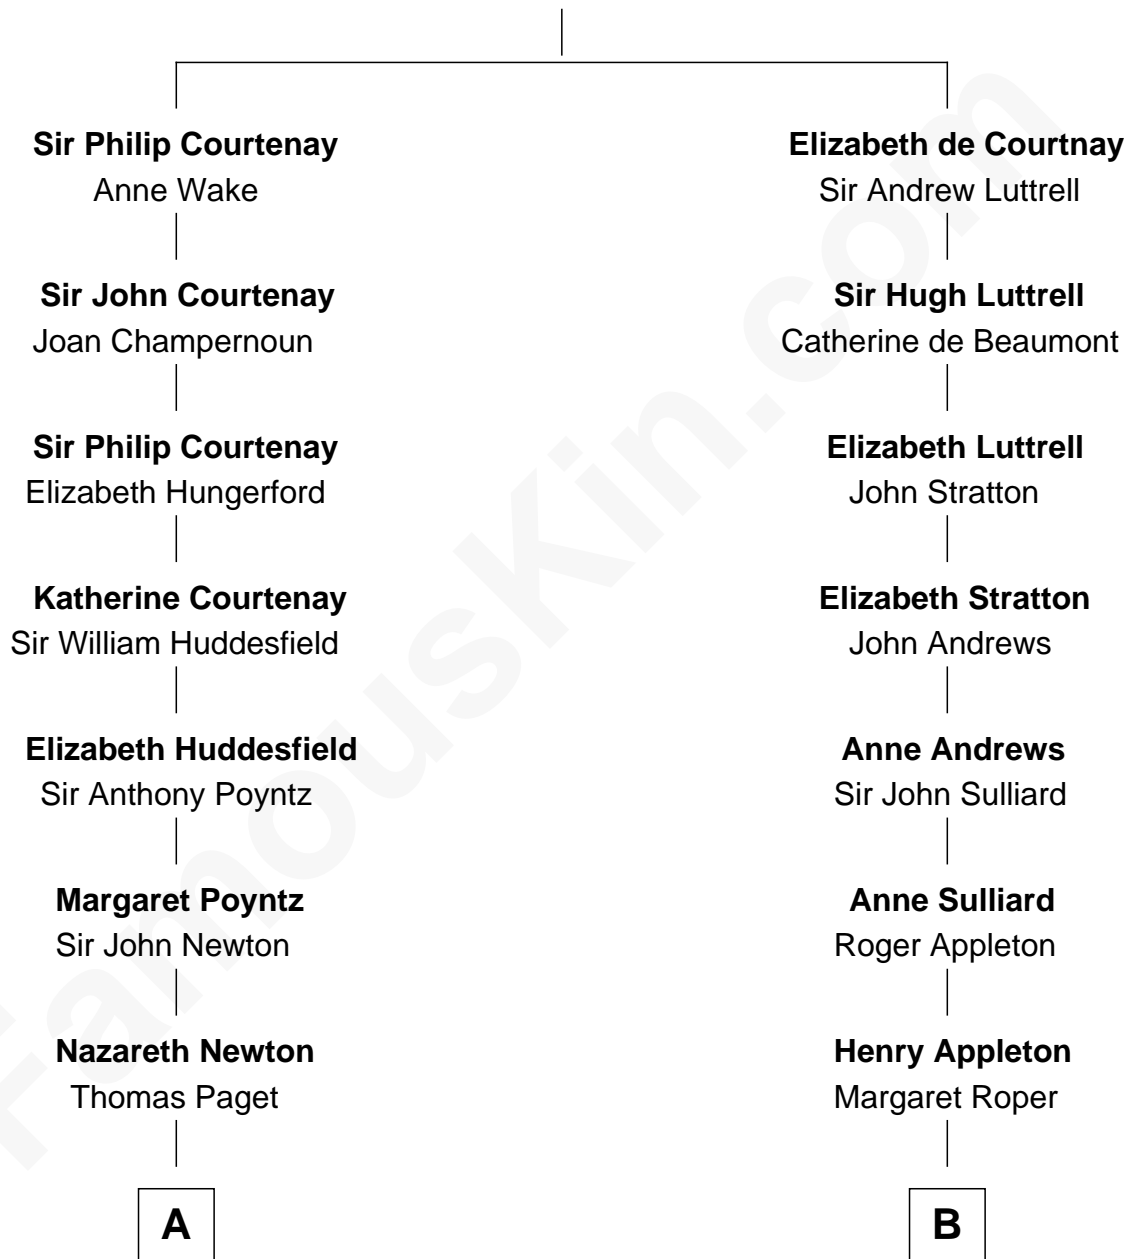 Sir Philip Courtenay
Anne Wake
Sir John Courtenay
Joan Champernoun
Sir Philip Courtenay
Elizabeth Hungerford
Katherine Courtenay
Sir William Huddesfield
Elizabeth Huddesfield
Sir Anthony Poyntz
Margaret Poyntz
Sir John Newton
Nazareth Newton
Thomas Paget
A
Elizabeth de Courtnay
Sir Andrew Luttrell
Sir Hugh Luttrell
Catherine de Beaumont
Elizabeth Luttrell
John Stratton
Elizabeth Stratton
John Andrews
Anne Andrews
Sir John Sulliard
Anne Sulliard
Roger Appleton
Henry Appleton
Margaret Roper
B
FamousKin.com